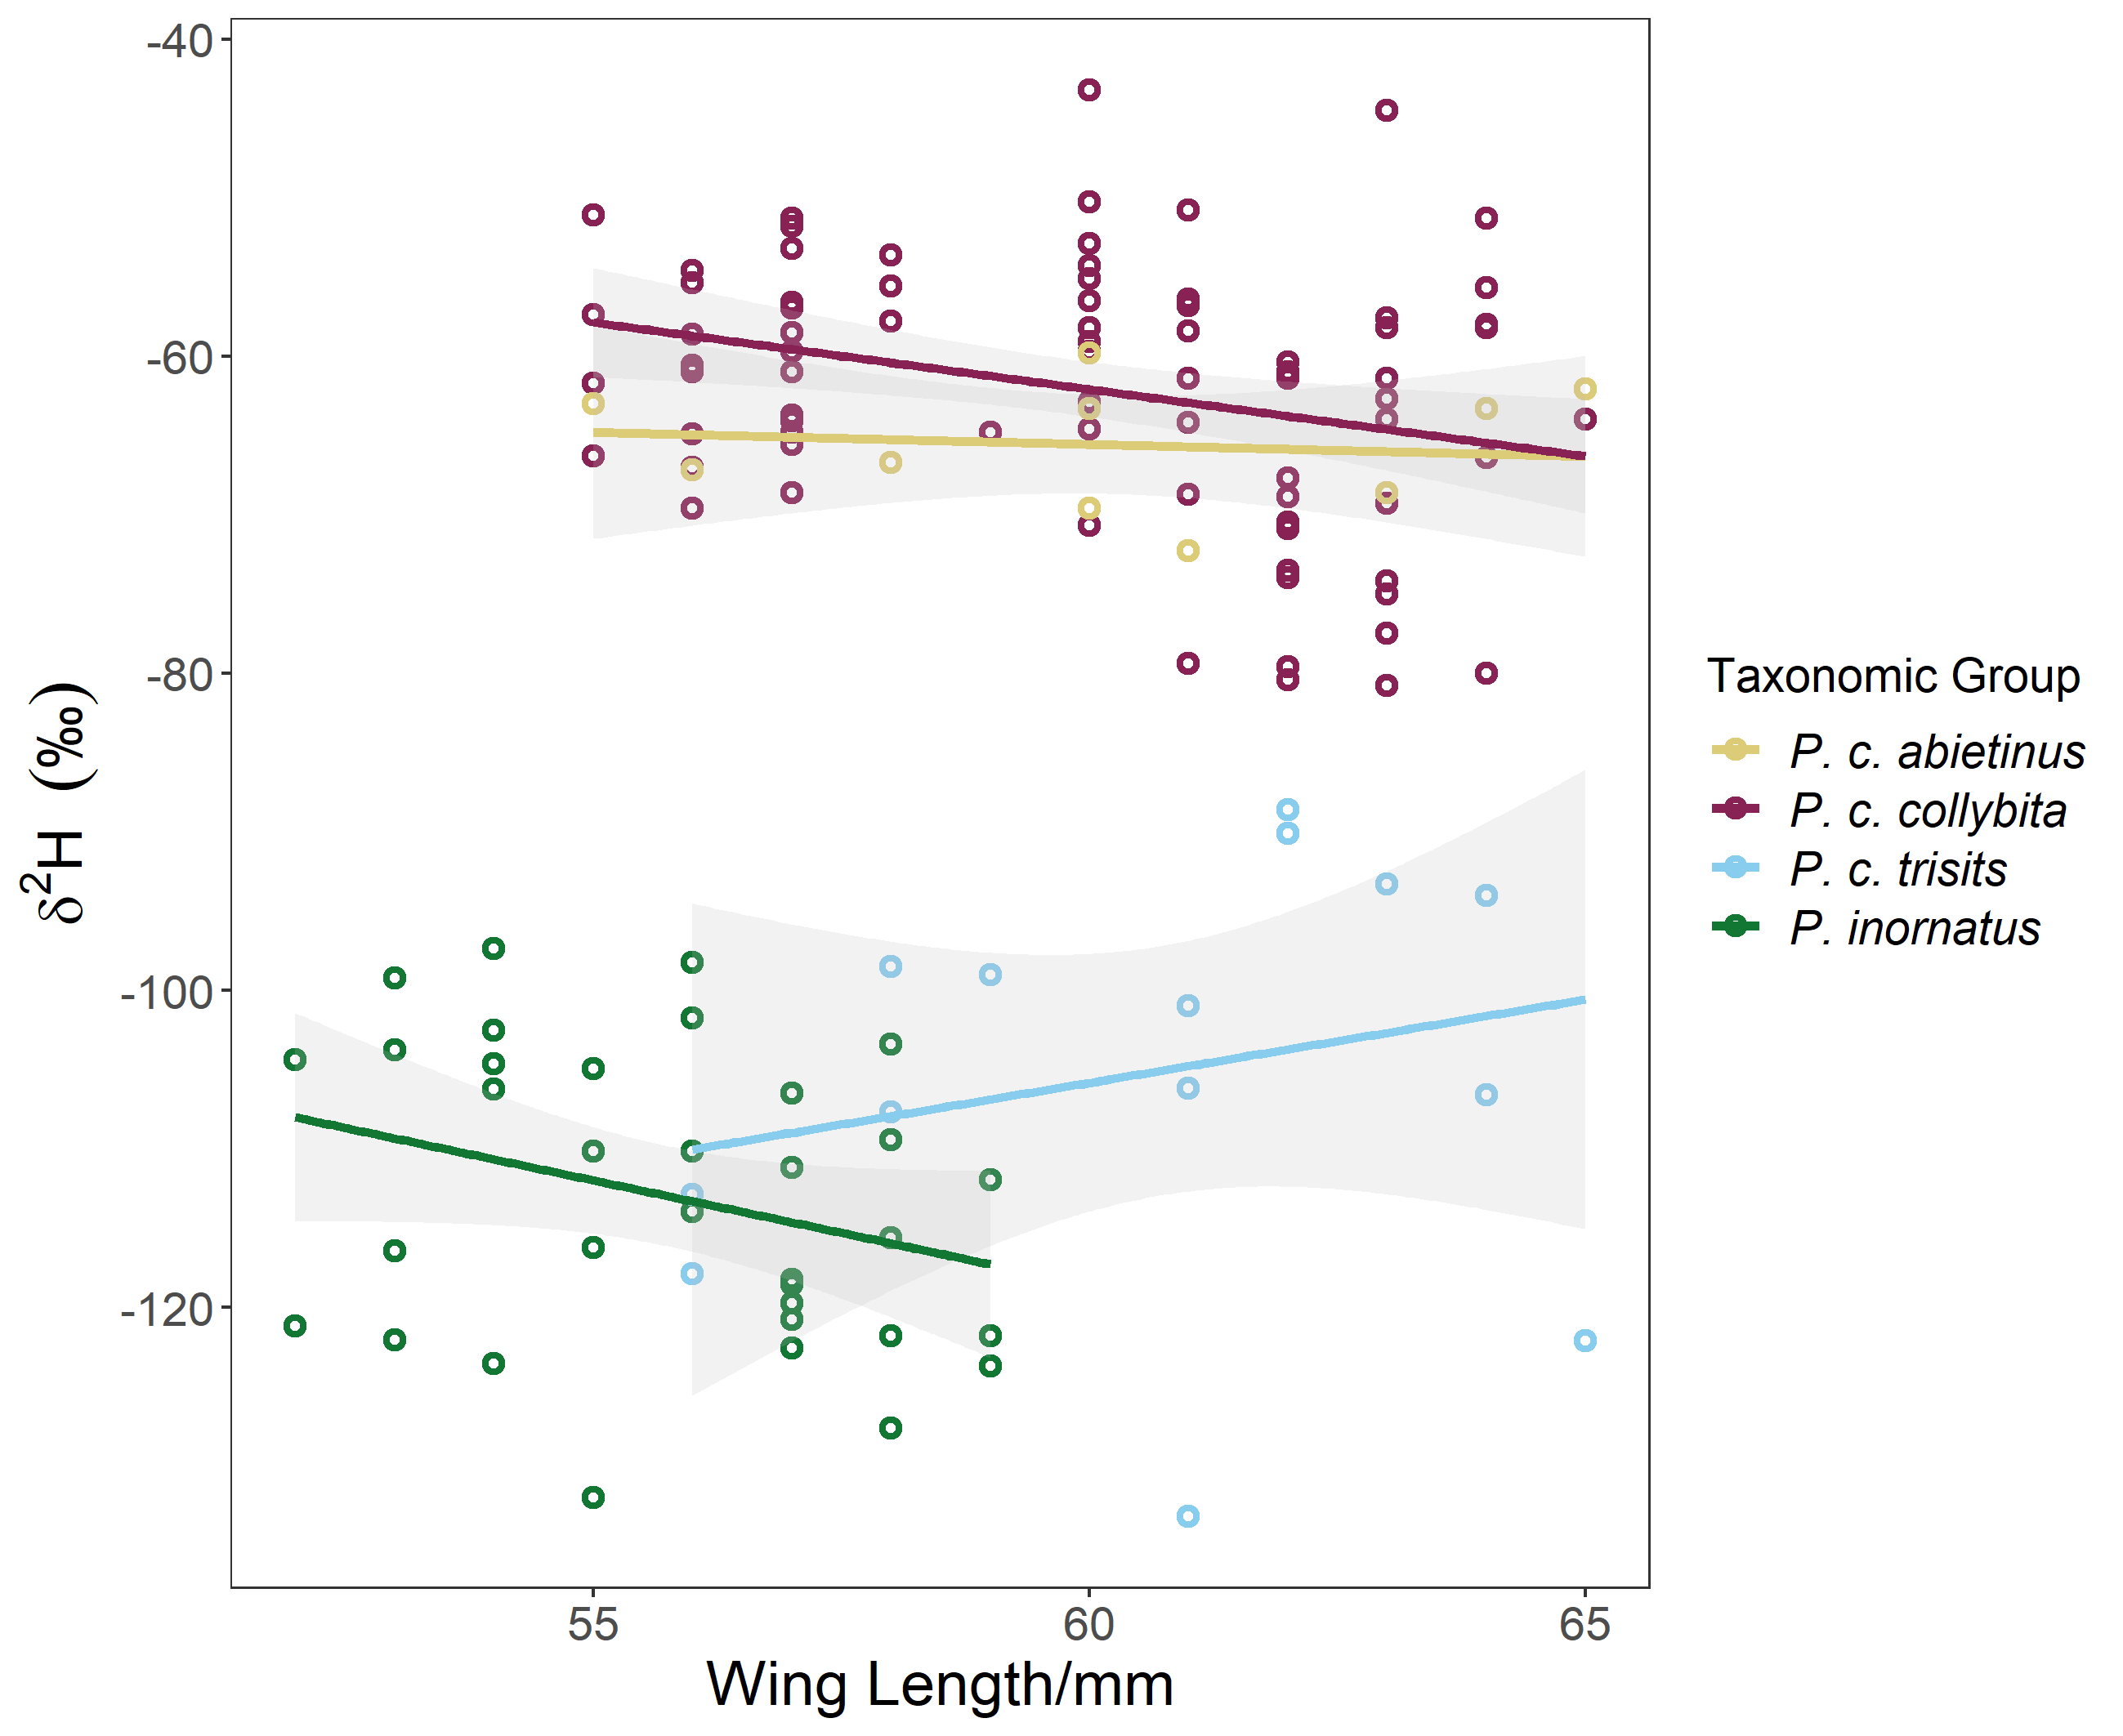 -40
-60
-80
-100
-120
δ²H (‰)
55
60
65
Wing Length/mm
Taxonomic Group
P. c. abietinus
P. c. collybita
P. c. trisits
P. inornatus